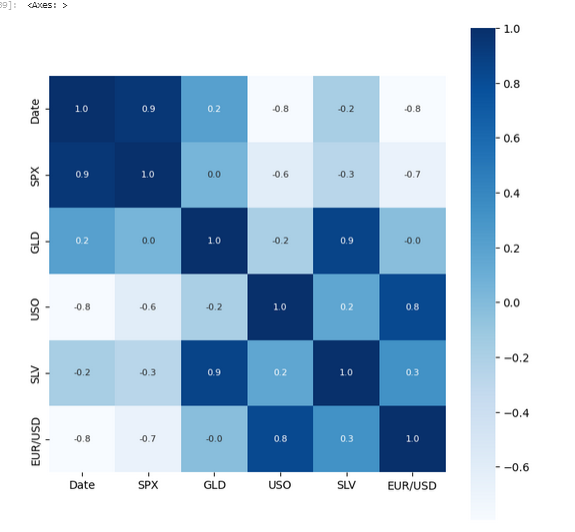 39]: <Axes: >
1.0
Date 1.0 0.9 0.2 -0.8 -0.2 -0.8
0.8
SPX 0.9 1.0 0.0 -0.6 -0.3 -0.7
0.6
0.4
GLD 0.2 0.0 1.0 -0.2 0.9 -0.0
0.2
USO -0.8 -0.6 -0.2 1.0 0.2 0.8
0.0
−0.2
SLV -0.2 -0.3 0.9 0.2 1.0 0.3
−0.4
EUR/USD -0.8 -0.7 -0.0 0.8 0.3 1.0
−0.6
Date SPX GLD USO SLV EUR/USD